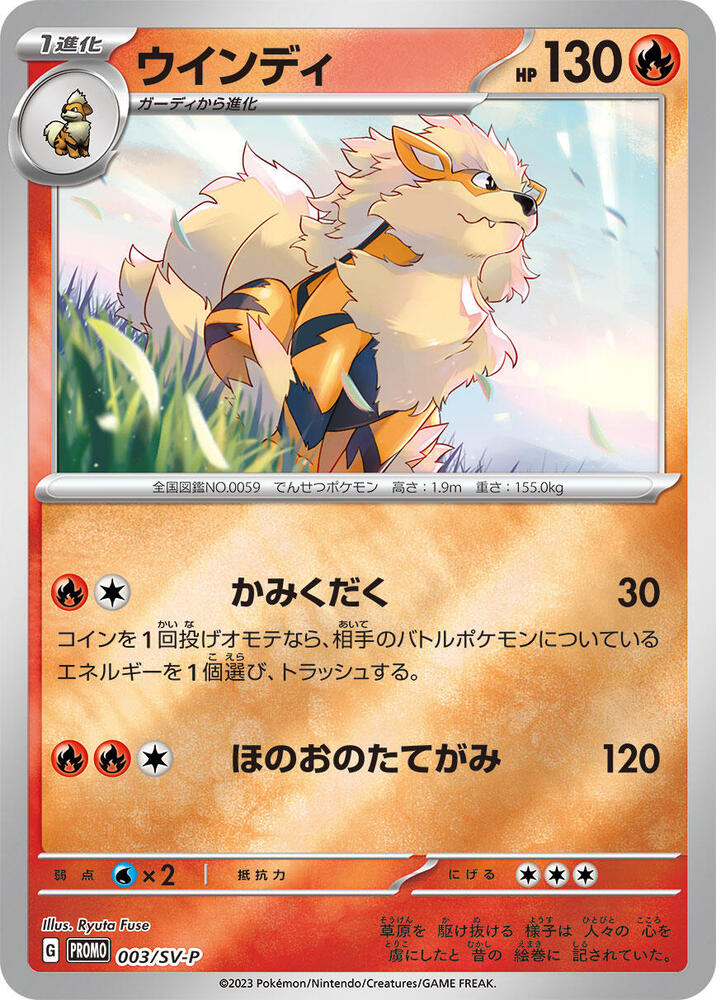 1進化
ウインディ
HP 130
ガーディから進化
全国図鑑NO.0059 でんせつポケモン 高さ：1.9m 重さ：155.0kg
かみくだく 30
コインを1回投げオモテなら、相手のバトルポケモンについている
エネルギーを1個選び、トラッシュする。
ほのおのたてがみ 120
弱点 ×2 抵抗力 にげる
Illus. Ryuta Fuse
G PROMO 003/SV-P
草原を 駆け抜ける 様子は 人々の 心を
虜にしたと 昔の 絵巻に 記されていた。
©2023 Pokémon/Nintendo/Creatures/GAME FREAK.